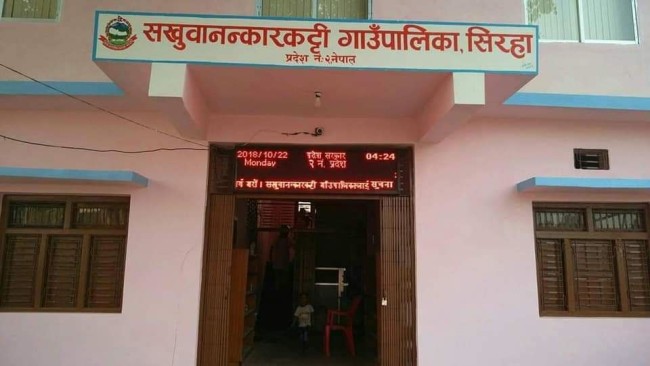 सखुवानन्कारकट्टी गाउँपालिका, सिरहा
प्रदेश नं. २, नेपाल
2018/10/22 प्रदेश सरकार 04:24
Monday २ नं. प्रदेश
सखुवानन्कारकट्टी गाउँपालिकालाई सूचना